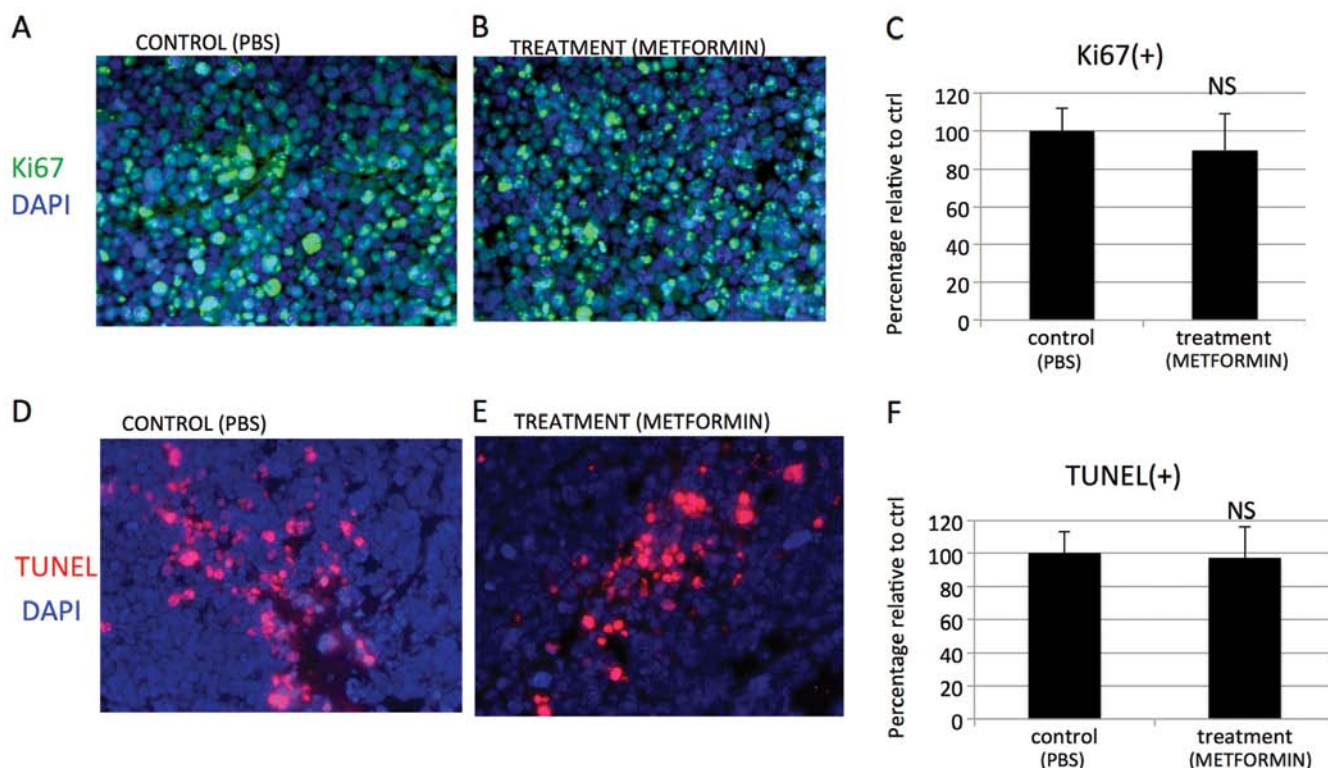 A
CONTROL (PBS)
B
TREATMENT (METFORMIN)
C
Ki67(+)
NS
Ki67
DAPI
Percentage relative to ctrl
120
100
80
60
40
20
0
control
(PBS)
treatment
(METFORMIN)
D
CONTROL (PBS)
E
TREATMENT (METFORMIN)
F
TUNEL(+)
NS
TUNEL
DAPI
Percentage relative to ctrl
120
100
80
60
40
20
0
control
(PBS)
treatment
(METFORMIN)